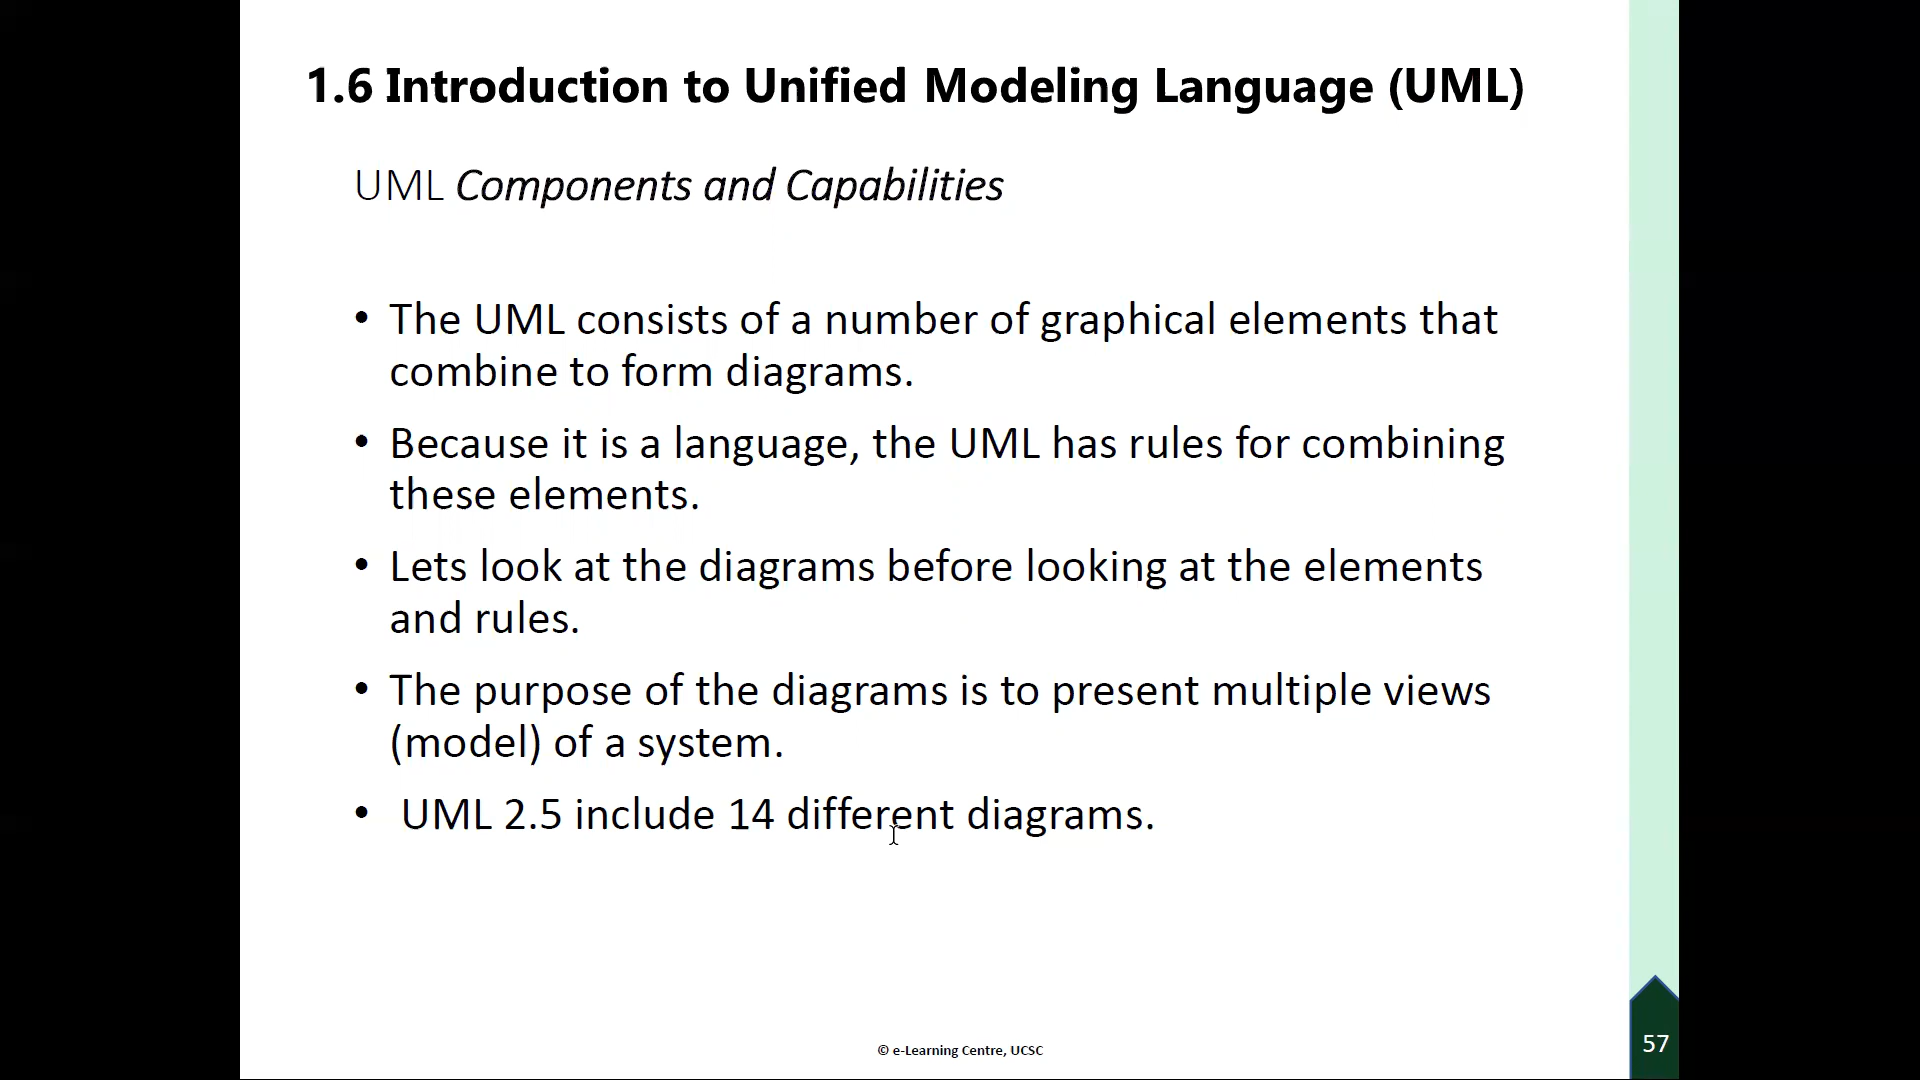 1.6 Introduction to Unified Modeling Language (UML)
UML Components and Capabilities
• The UML consists of a number of graphical elements that
combine to form diagrams.
• Because it is a language, the UML has rules for combining
these elements.
• Lets look at the diagrams before looking at the elements
and rules.
• The purpose of the diagrams is to present multiple views
(model) of a system.
• UML 2.5 include 14 different diagrams.
© e-Learning Centre, UCSC
57